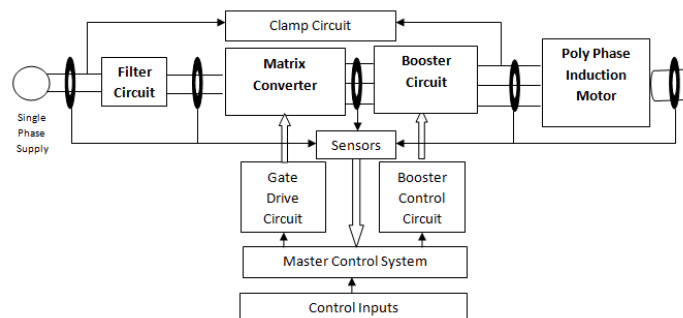 Clamp Circuit
Filter
Circuit
Matrix
Converter
Booster
Circuit
Poly Phase
Induction
Motor
Single
Phase
Supply
Sensors
Gate
Drive
Circuit
Booster
Control
Circuit
Master Control System
Control Inputs